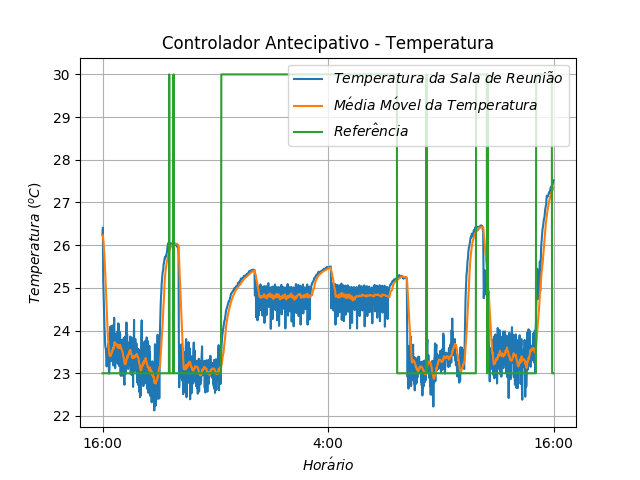 Controlador Antecipativo - Temperatura
30
29
28
27
26
25
24
23
22
Temperatura (°C)
Temperatura da Sala de Reunião
Média Móvel da Temperatura
Referência
16:00
4:00
16:00
Horário